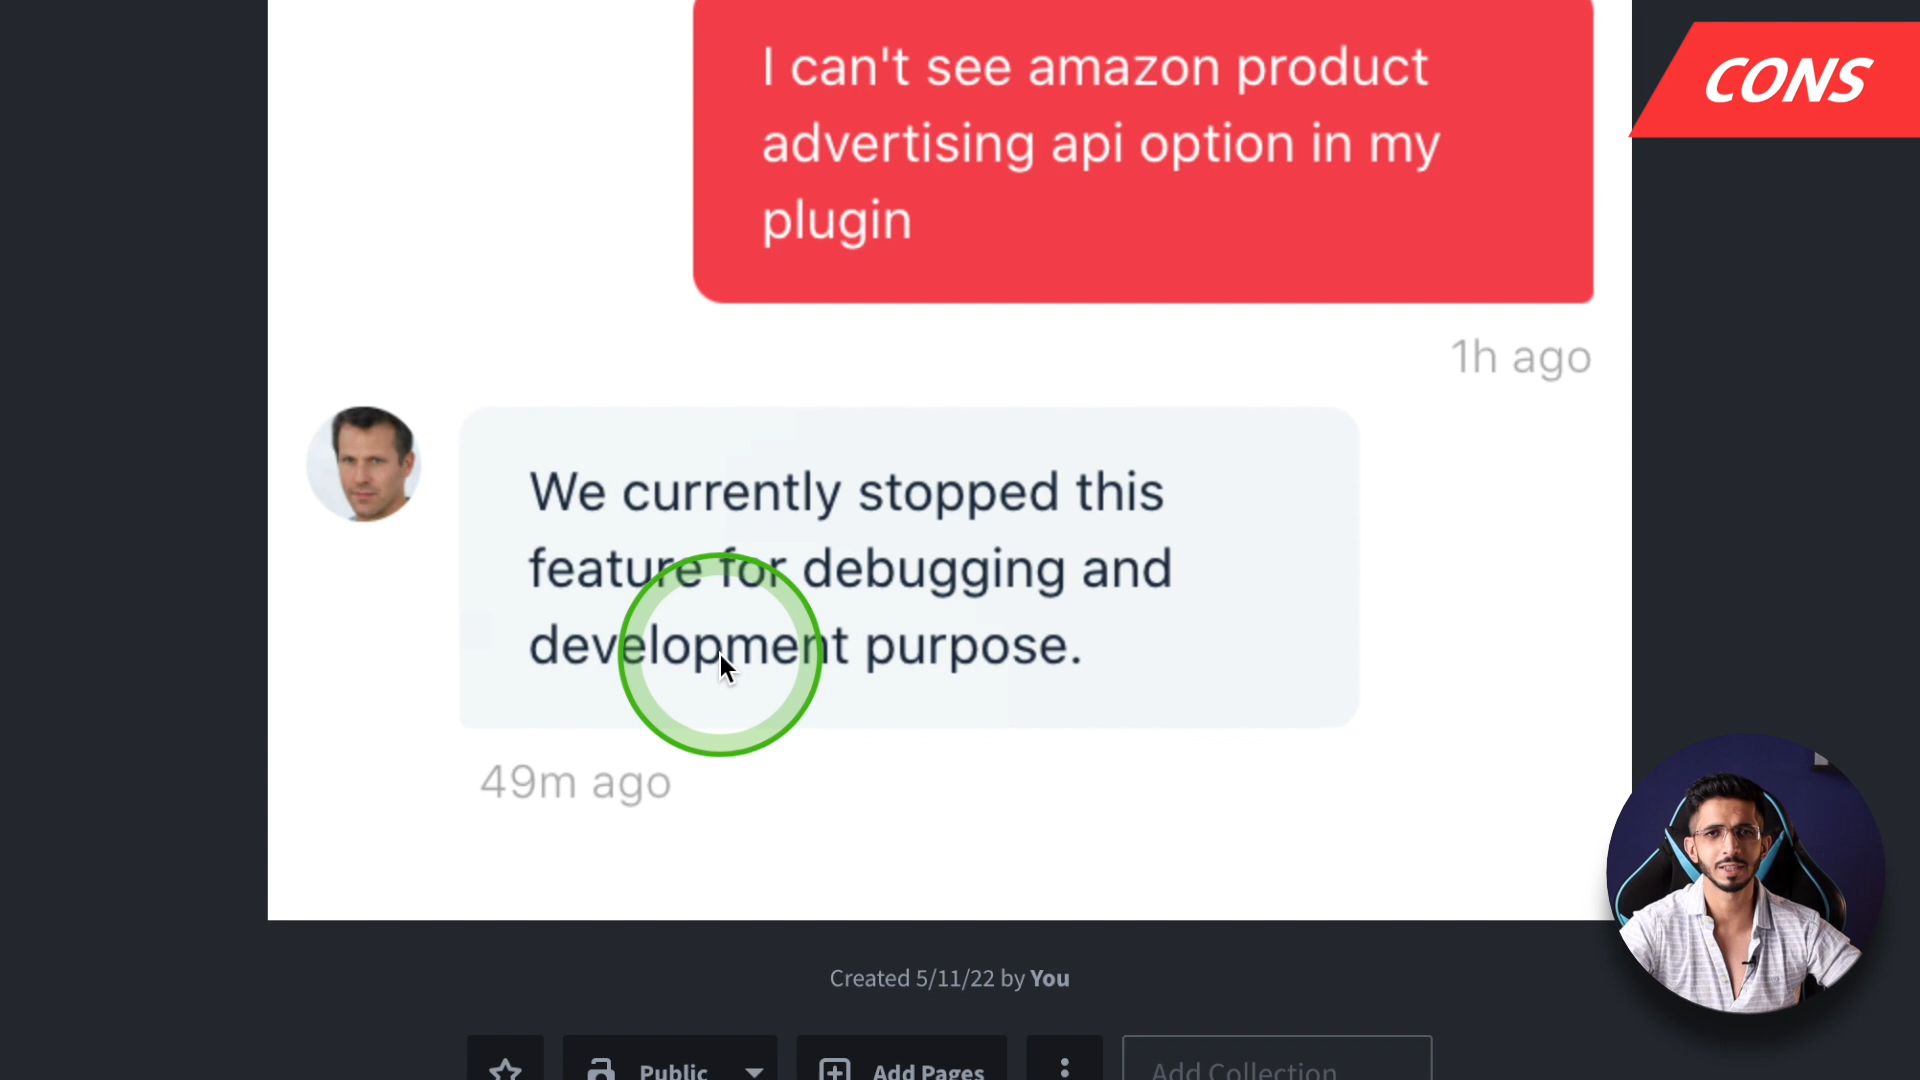 I can't see amazon product
advertising api option in my
plugin
CONS
1h ago
We currently stopped this
feature for debugging and
development purpose.
49m ago
Created 5/11/22 by You
Public
Add Pages
Add Collection